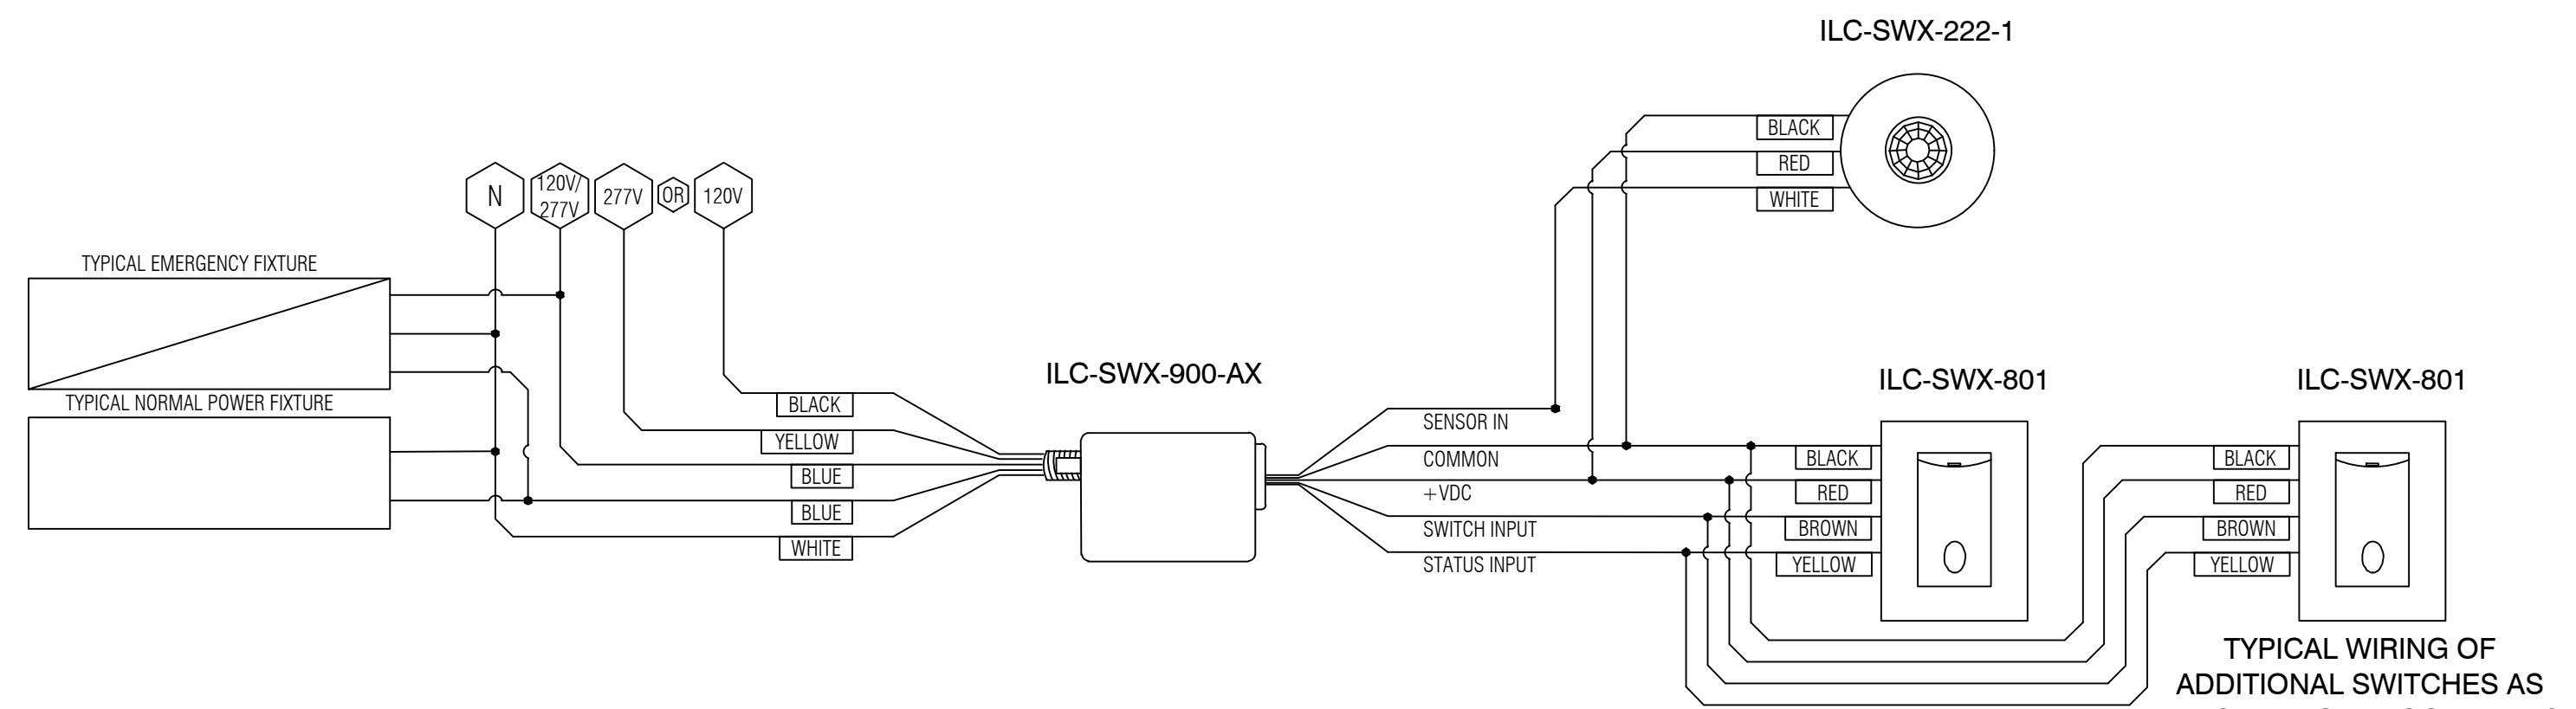 ILC-SWX-222-1
BLACK
RED
WHITE
N
120V/
277V
277V
OR
120V
TYPICAL EMERGENCY FIXTURE
TYPICAL NORMAL POWER FIXTURE
BLACK
YELLOW
BLUE
BLUE
WHITE
ILC-SWX-900-AX
SENSOR IN
COMMON
+VDC
SWITCH INPUT
STATUS INPUT
ILC-SWX-801
BLACK
RED
BROWN
YELLOW
ILC-SWX-801
BLACK
RED
BROWN
YELLOW
TYPICAL WIRING OF
ADDITIONAL SWITCHES AS